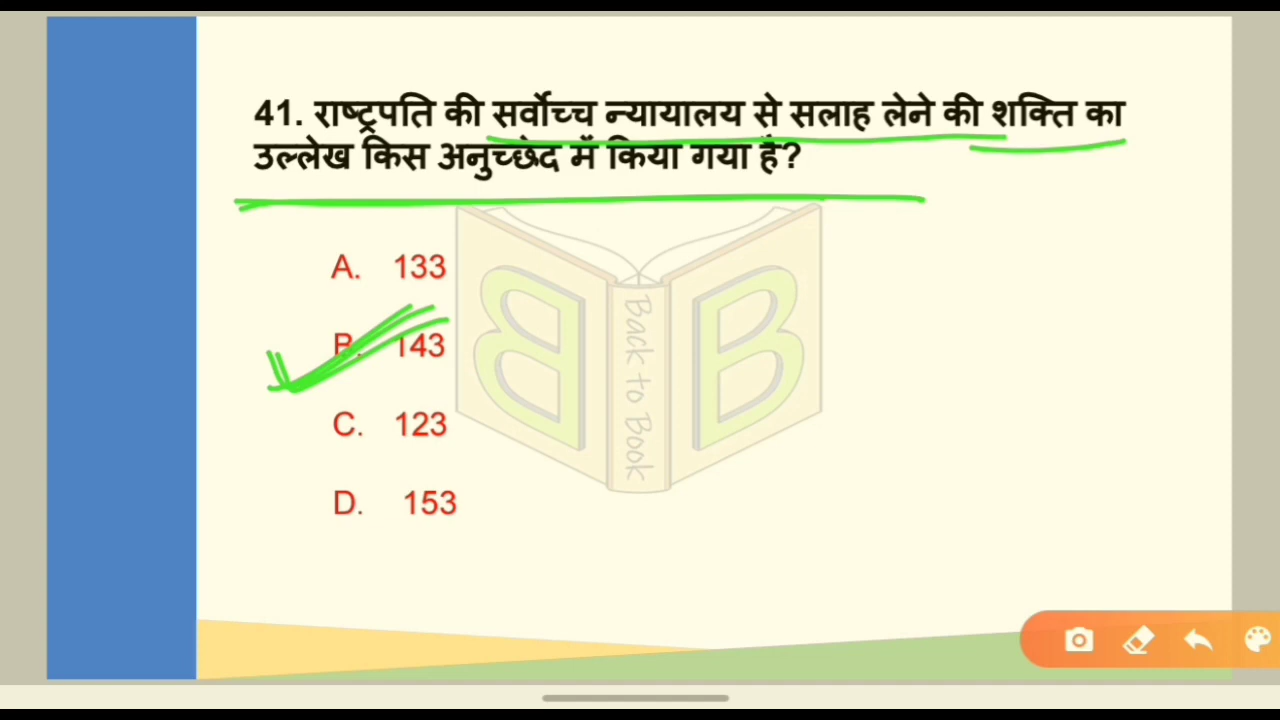 41. राष्ट्रपति की सर्वोच्च न्यायालय से सलाह लेने की शक्ति का
उल्लेख किस अनुच्छेद में किया गया है?
A. 133
B. 143
C. 123
D. 153
B B
Back to Book